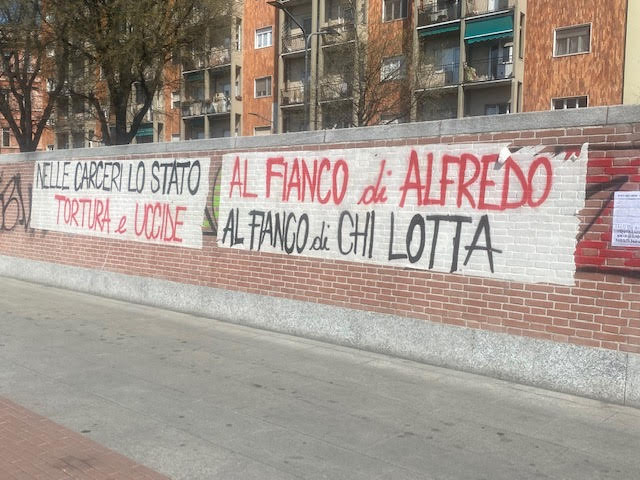 NELLE CARCERI LO STATO
TORTURA e UCCIDE
AL FIANCO di ALFREDO
AL FIANCO di CHI LOTTA